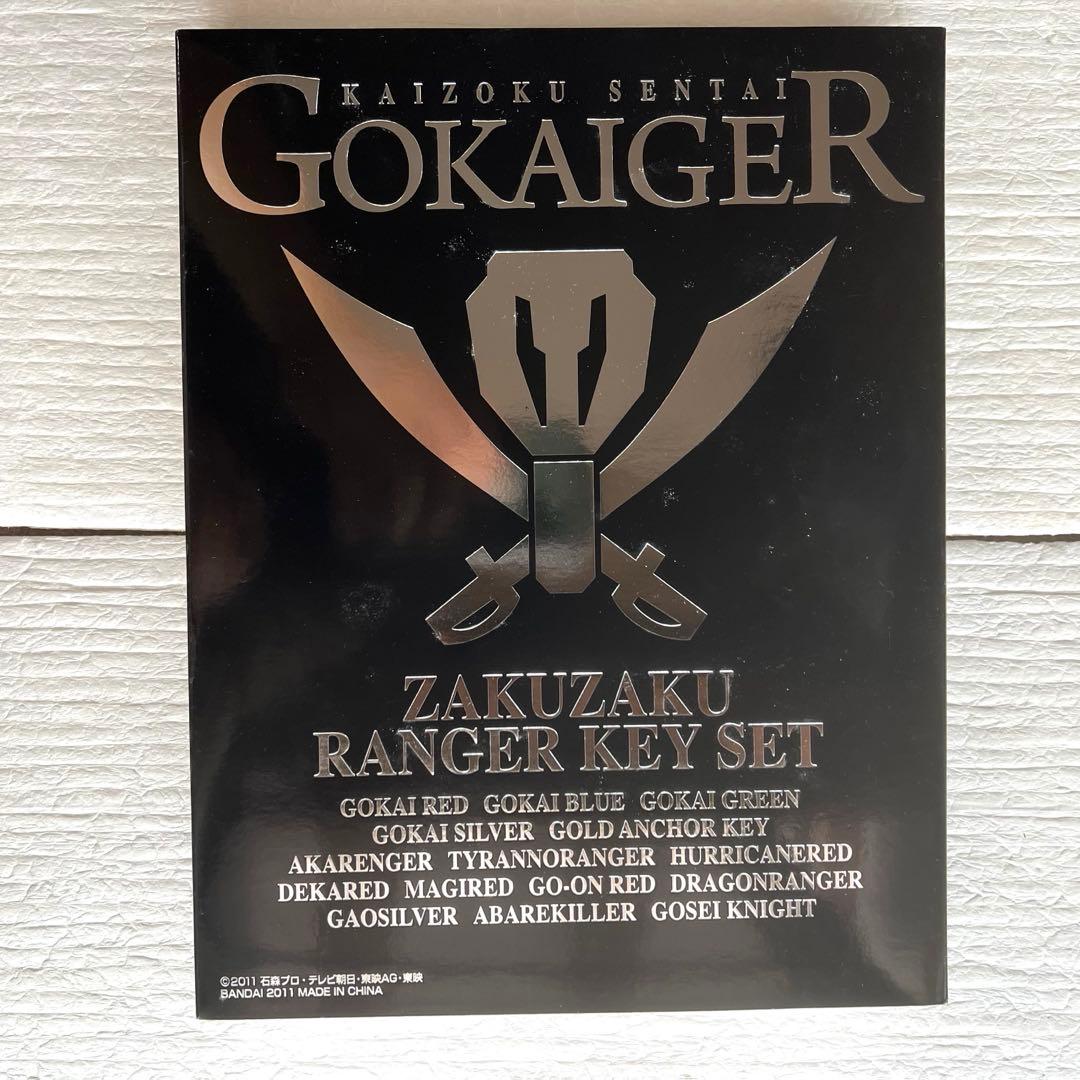 KAIZOKU SENTAI
GOKAIGER
ZAKUZAKU
RANGER KEY SET
GOKAI RED GOKAI BLUE GOKAI GREEN
GOKAI SILVER GOLD ANCHOR KEY
AKARENGER TYRANNORANGER HURRICANERED
DEKARED MAGIRED GO-ON RED DRAGONRANGER
GAOSILVER ABAREKILLER GOSEI KNIGHT
©2011 石森プロ・テレビ朝日・東映AG・東映
BANDAI 2011 MADE IN CHINA